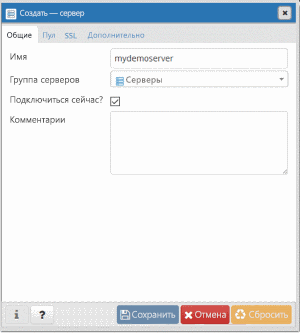 Создать — сервер
Общие Пул SSL Дополнительно
Имя mydemoserver
Группа серверов Серверы
Подключиться сейчас?
Комментарии
i ? Сохранить Отмена Сбросить